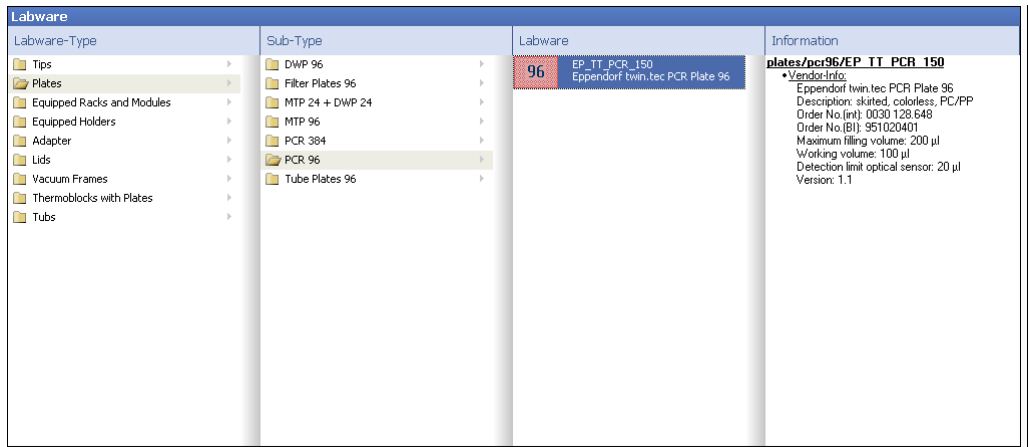 Labware
Labware-Type
Tips
Plates
Equipped Racks and Modules
Equipped Holders
Adapter
Lids
Vacuum Frames
Thermoblocks with Plates
Tubs
Sub-Type
DWP 96
Filter Plates 96
MTP 24 + DWP 24
MTP 96
PCR 384
PCR 96
Tube Plates 96
Labware
96
EP_TT_PCR_150
Eppendorf twin.tec PCR Plate 96
Information
plates/pcr96/EP_TT_PCR_150
•Vendor-Info:
Eppendorf twin.tec PCR Plate 96
Description: skirted, colorless, PC/PP
Order No.(int): 0030 128.648
Order No.(BI): 951020401
Maximum filling volume: 200 µl
Working volume: 100 µl
Detection limit optical sensor: 20 µl
Version: 1.1